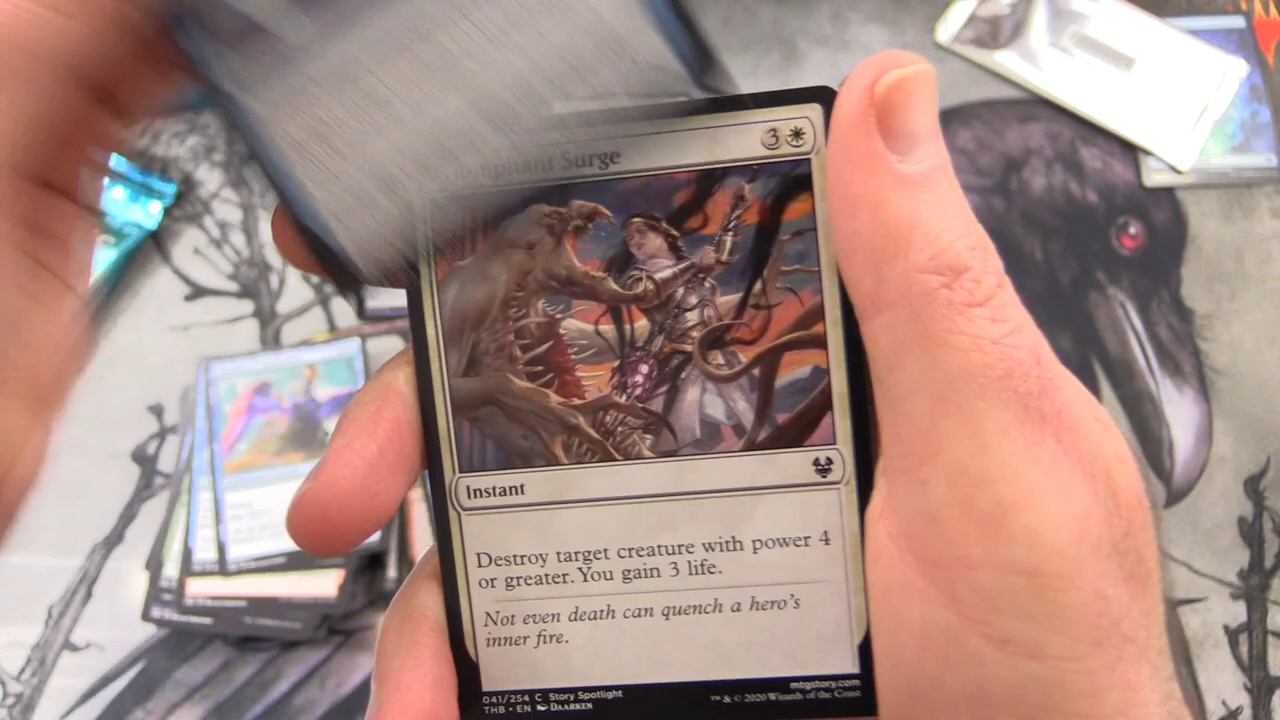 Surge 3
Instant
Destroy target creature with power 4
or greater. You gain 3 life.
Not even death can quench a hero's
inner fire.
041/254 C Story Spotlight
THB • EN DAARKEN
mtgstory.com
™ & © 2020 Wizards of the Coast